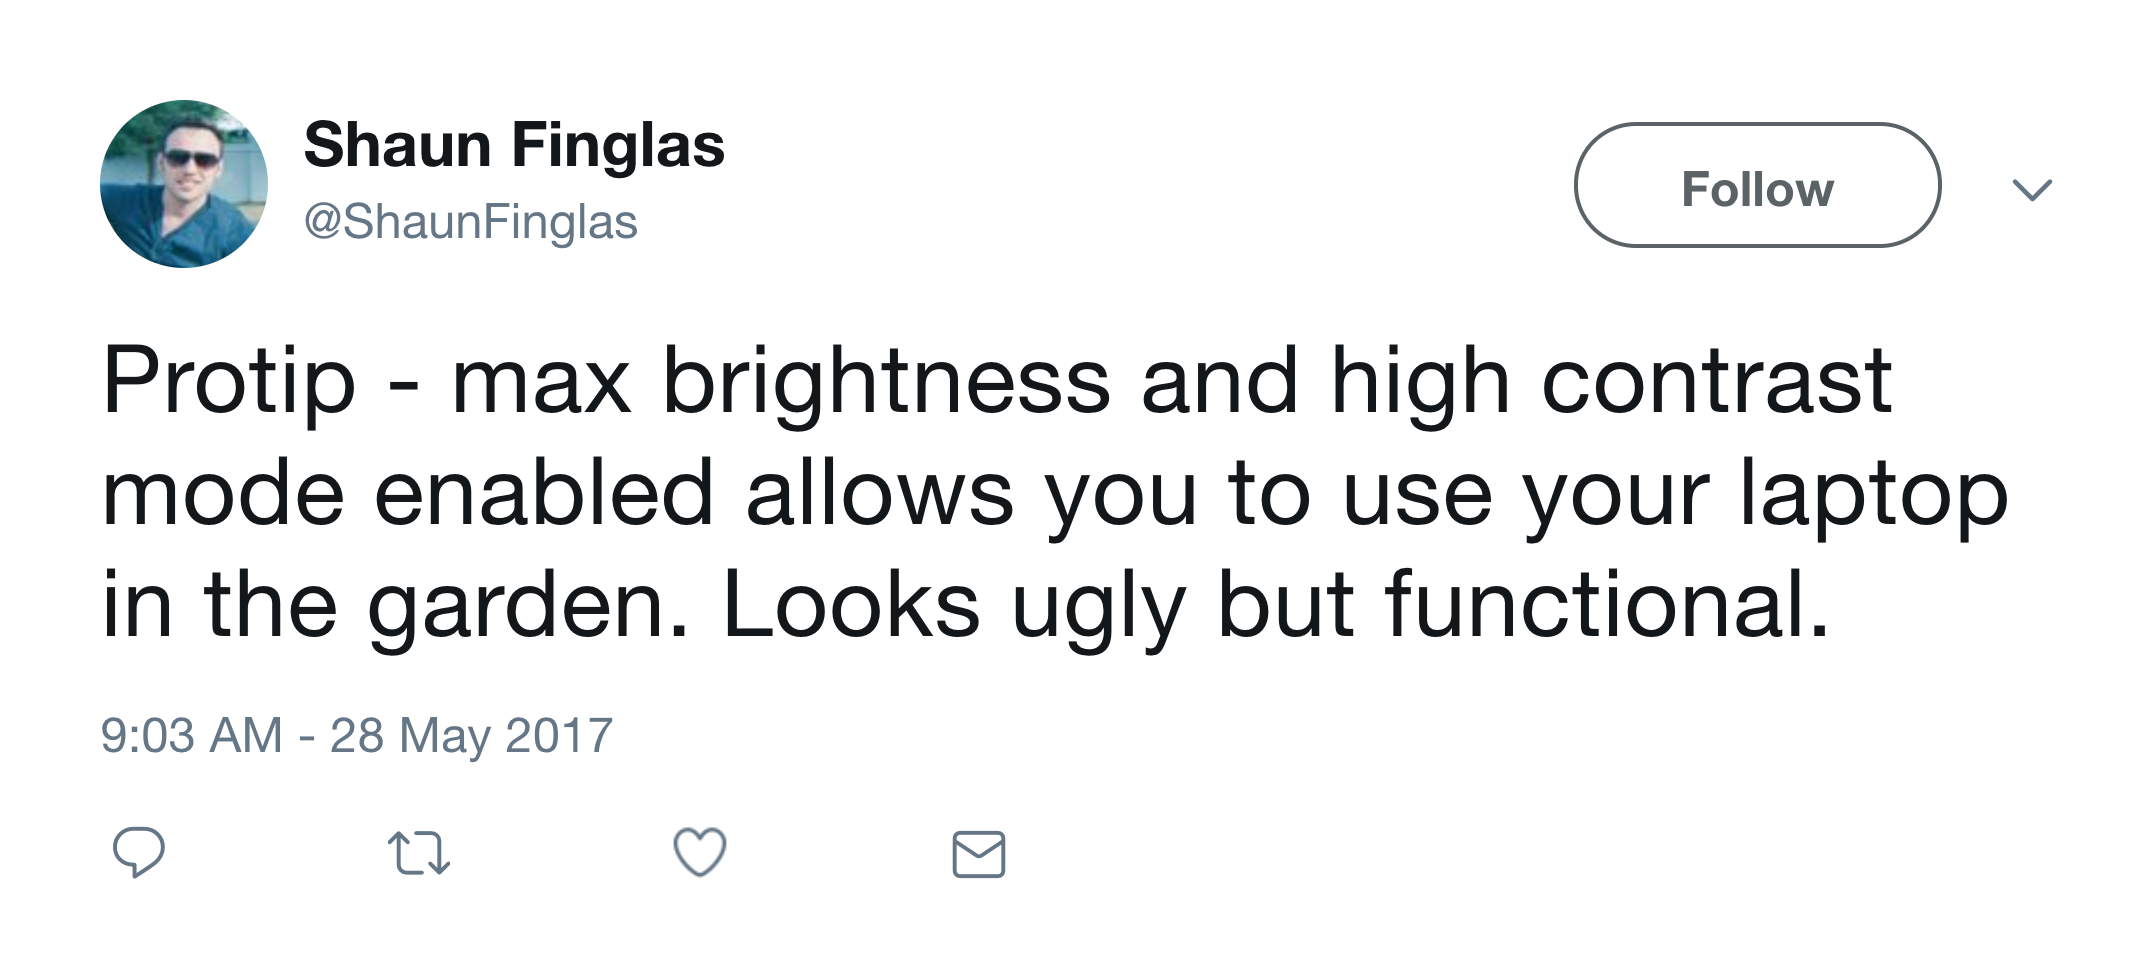 Shaun Finglas
@ShaunFinglas
Follow
Protip - max brightness and high contrast
mode enabled allows you to use your laptop
in the garden. Looks ugly but functional.
9:03 AM - 28 May 2017